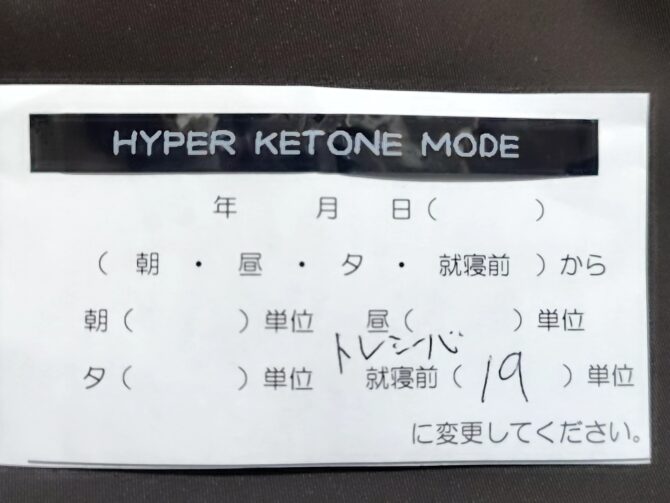 HYPER KETONE MODE
年 月 日( )
( 朝 ・ 昼 ・ 夕 ・ 就寝前 )から
朝( )単位 昼( )単位
トレシーバ
夕( )単位 就寝前( 19 )単位
に変更してください。